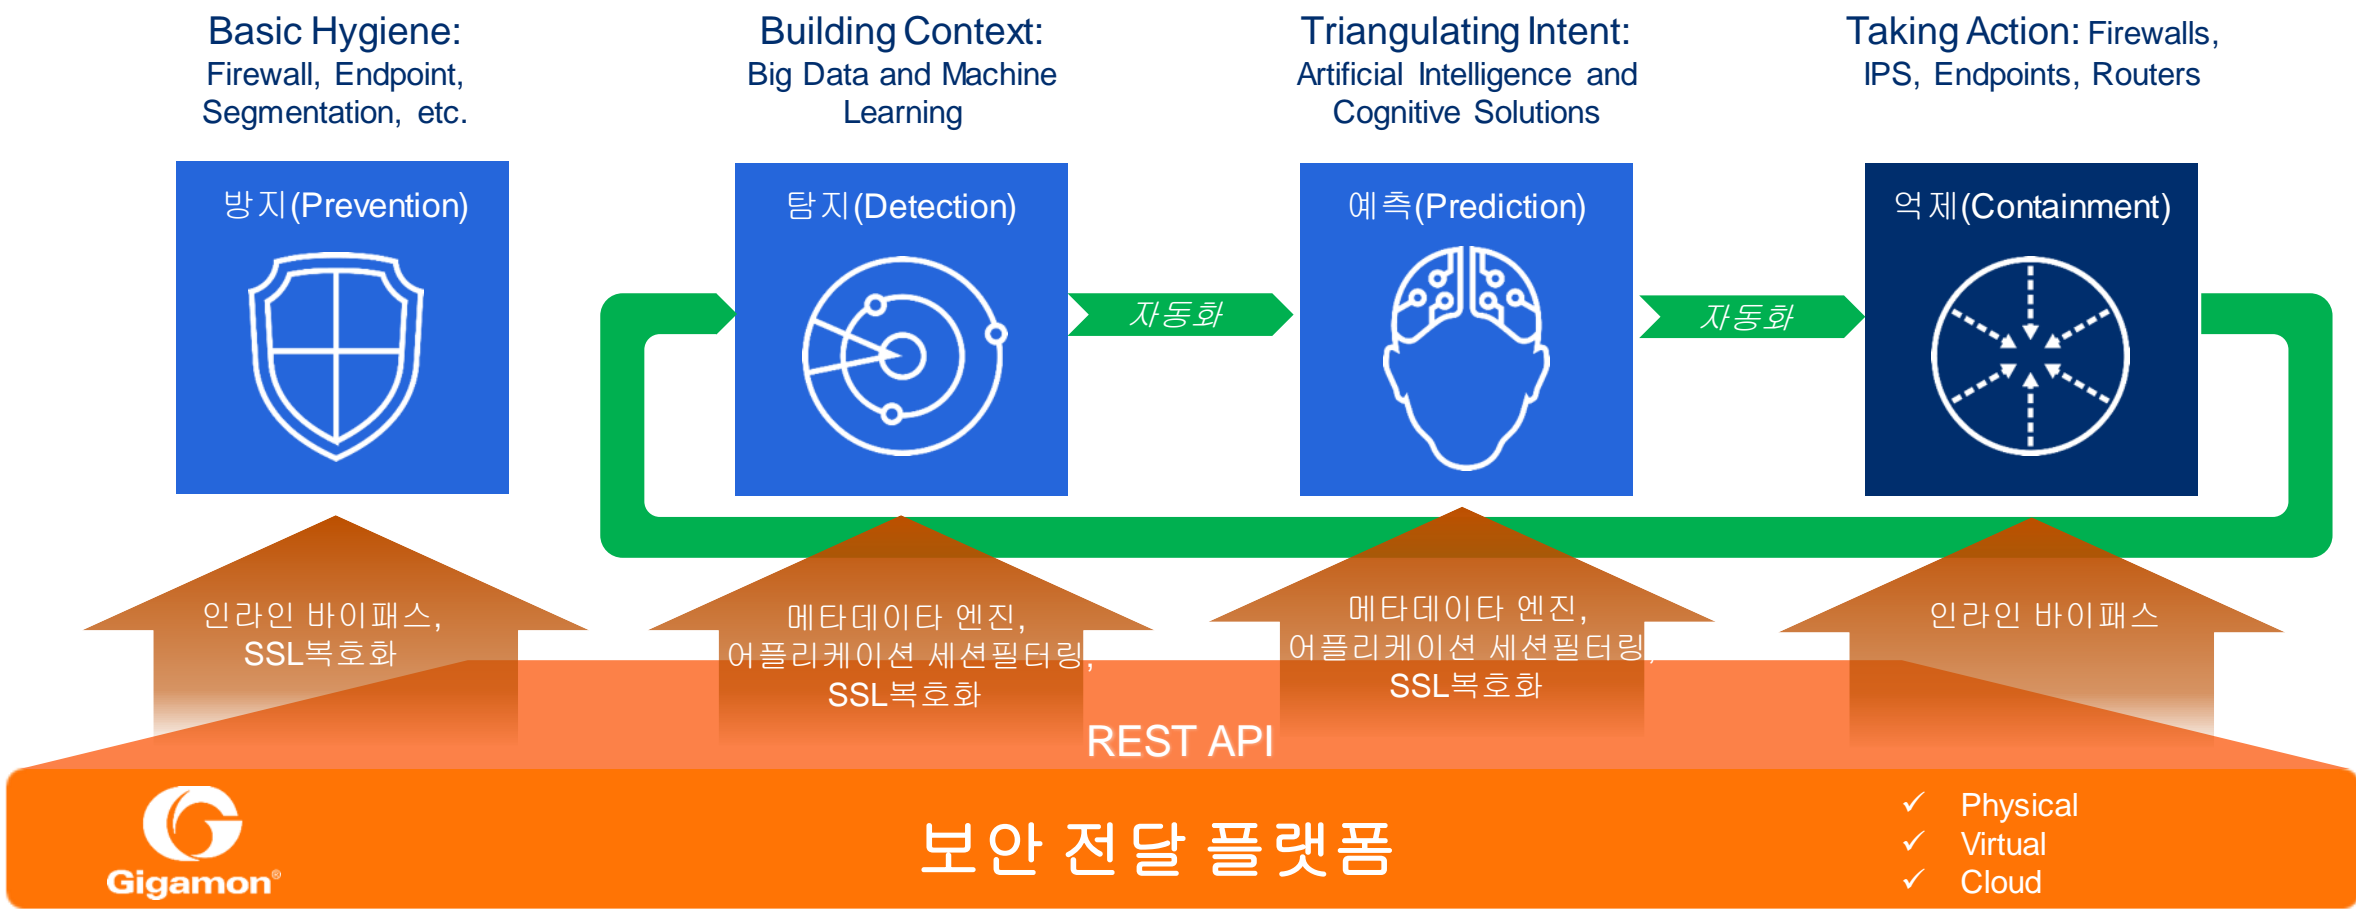 Basic Hygiene:
Firewall, Endpoint,
Segmentation, etc.
Building Context:
Big Data and Machine
Learning
Triangulating Intent:
Artificial Intelligence and
Cognitive Solutions
Taking Action: Firewalls,
IPS, Endpoints, Routers
방지(Prevention)
탐지(Detection)
예측(Prediction)
억제(Containment)
자동화
자동화
인라인 바이패스,
SSL복호화
메타데이타 엔진,
어플리케이션 세션필터링,
SSL복호화
메타데이타 엔진,
어플리케이션 세션필터링,
SSL복호화
인라인 바이패스
REST API
Gigamon®
보안 전달 플랫폼
✓ Physical
✓ Virtual
✓ Cloud